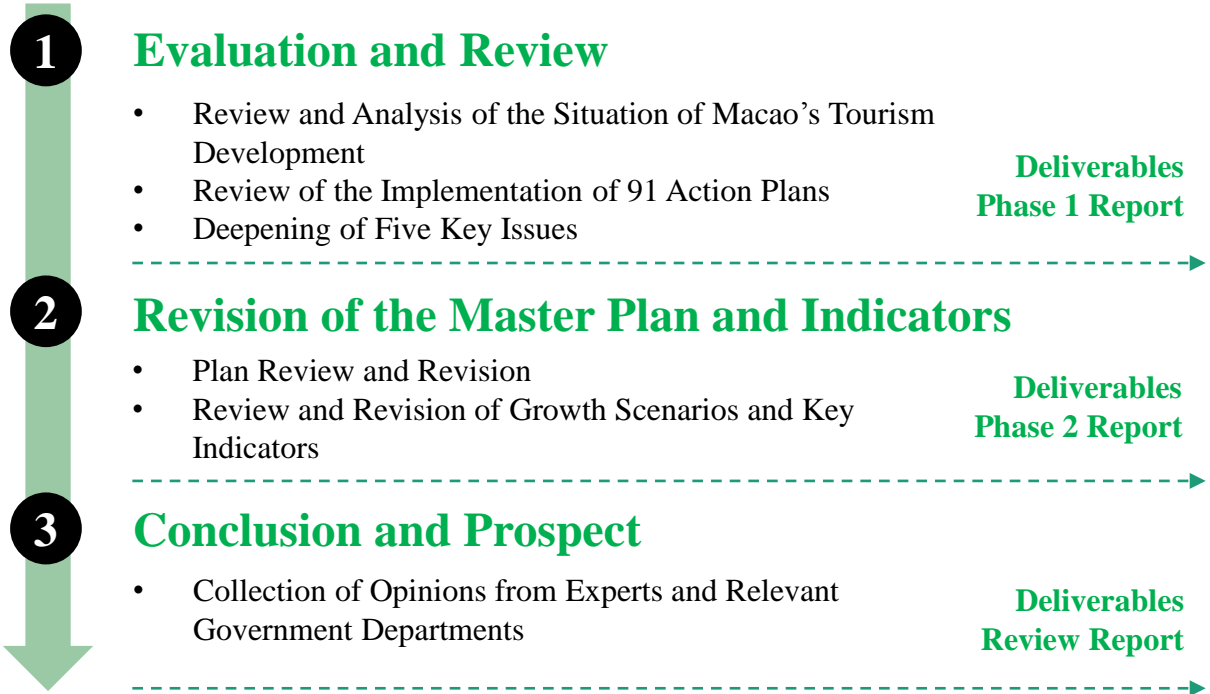 1
Evaluation and Review
• Review and Analysis of the Situation of Macao's Tourism
Development
• Review of the Implementation of 91 Action Plans
• Deepening of Five Key Issues
Deliverables
Phase 1 Report
2
Revision of the Master Plan and Indicators
• Plan Review and Revision
• Review and Revision of Growth Scenarios and Key
Indicators
Deliverables
Phase 2 Report
3
Conclusion and Prospect
• Collection of Opinions from Experts and Relevant
Government Departments
Deliverables
Review Report